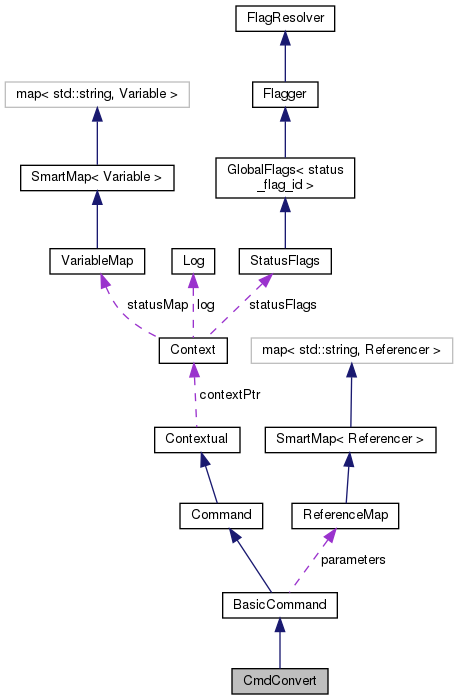 FlagResolver
map< std::string, Variable >
Flagger
SmartMap< Variable >
GlobalFlags< status
_flag_id >
VariableMap
Log
StatusFlags
statusMap
log
statusFlags
Context
map< std::string, Referencer >
contextPtr
Contextual
SmartMap< Referencer >
Command
ReferenceMap
parameters
BasicCommand
CmdConvert